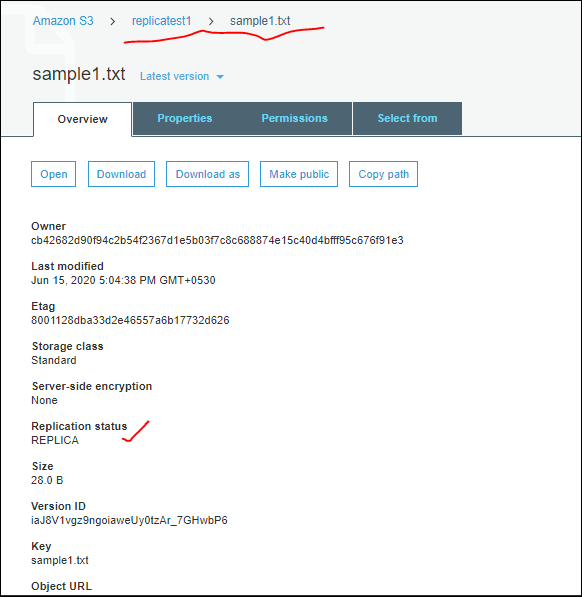 Amazon S3 > replicatest1 > sample1.txt
sample1.txt Latest version
Overview Properties Permissions Select from
Open Download Download as Make public Copy path
Owner
cb42682d90f94c2b54f2367d1e5b03f7c8c688874e15c40d4bfff95c676f91e3
Last modified
Jun 15, 2020 5:04:38 PM GMT+0530
Etag
8001128dba33d2e46557a6b17732d626
Storage class
Standard
Server-side encryption
None
Replication status
REPLICA
Size
28.0 B
Version ID
iaJ8V1vgz9ngoiaweUy0tzAr_7GHwbP6
Key
sample1.txt
Object URL